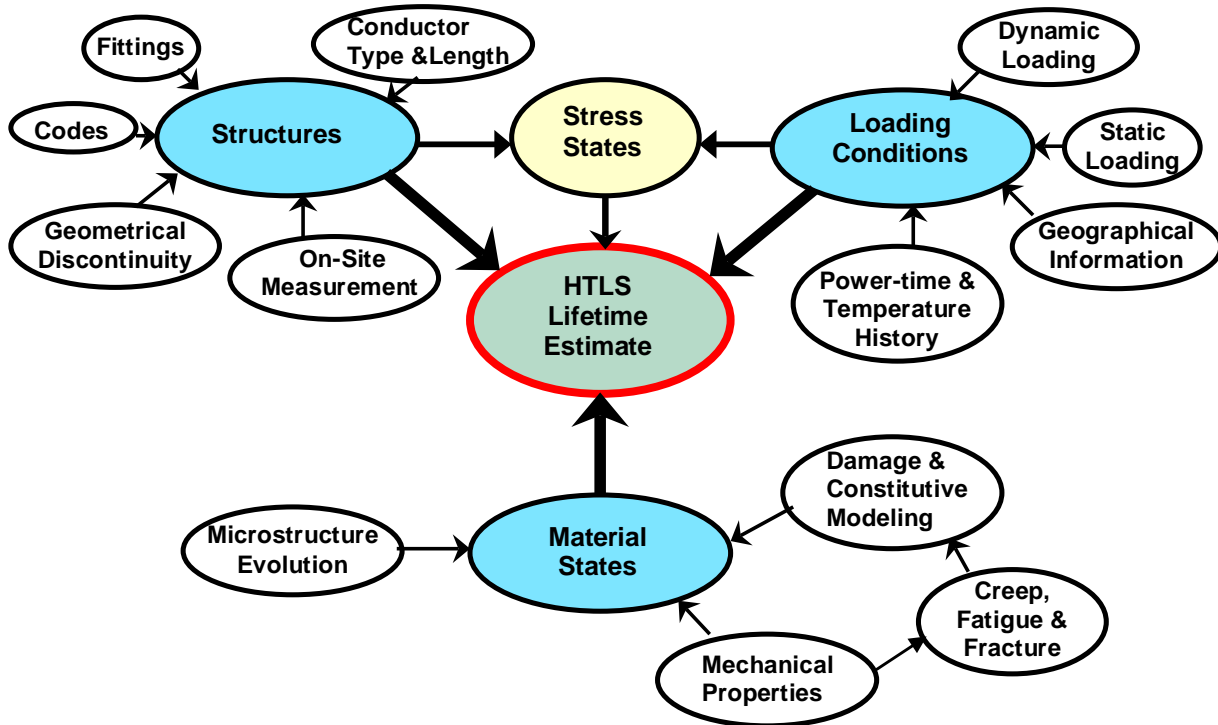 Fittings
Conductor
Type &Length
Dynamic
Loading
Codes
Structures
Stress
States
Loading
Conditions
Static
Loading
Geometrical
Discontinuity
On-Site
Measurement
HTLS
Lifetime
Estimate
Power-time &
Temperature
History
Geographical
Information
Microstructure
Evolution
Material
States
Damage &
Constitutive
Modeling
Mechanical
Properties
Creep,
Fatigue &
Fracture